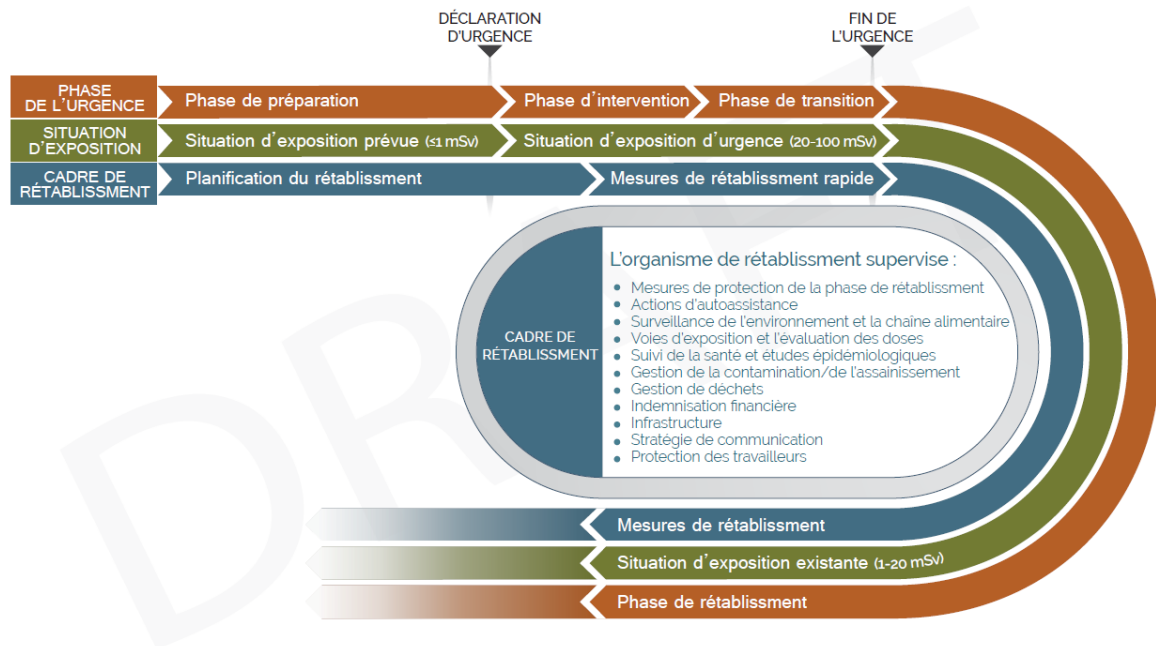 DÉCLARATION
D'URGENCE
FIN DE
L'URGENCE
PHASE
DE L'URGENCE
Phase de préparation
Phase d'intervention
Phase de transition
SITUATION
D'EXPOSITION
Situation d'exposition prévue (≤1 mSv)
Situation d'exposition d'urgence (20-100 mSv)
CADRE DE
RÉTABLISSMENT
Planification du rétablissment
Mesures de rétablissment rapide
CADRE DE
RÉTABLISSMENT
L'organisme de rétablissment supervise :
• Mesures de protection de la phase de rétablissment
• Actions d'autoassistance
• Surveillance de l'environnement et la chaîne alimentaire
• Voies d'exposition et l'évaluation des doses
• Suivi de la santé et études épidémiologiques
• Gestion de la contamination/de l'assainissement
• Gestion de déchets
• Indemnisation financière
• Infrastructure
• Stratégie de communication
• Protection des travailleurs
Mesures de rétablissment
Situation d'exposition existante (1-20 mSv)
Phase de rétablissment
DRAFT